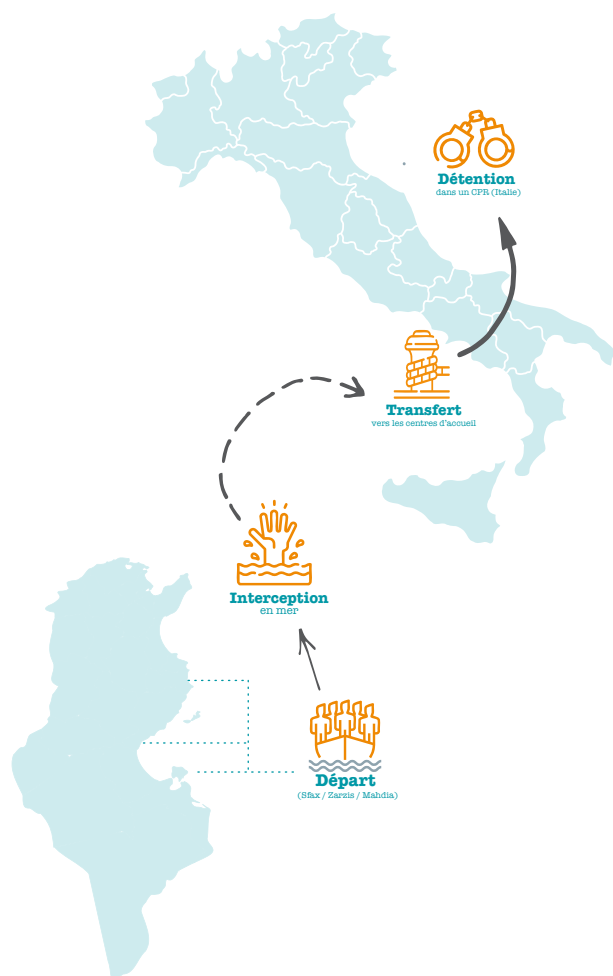 Détention
dans un CPR (Italie)
Transfert
vers les centres d'accueil
Interception
en mer
Départ
(Sfax / Zarzis / Mahdia)